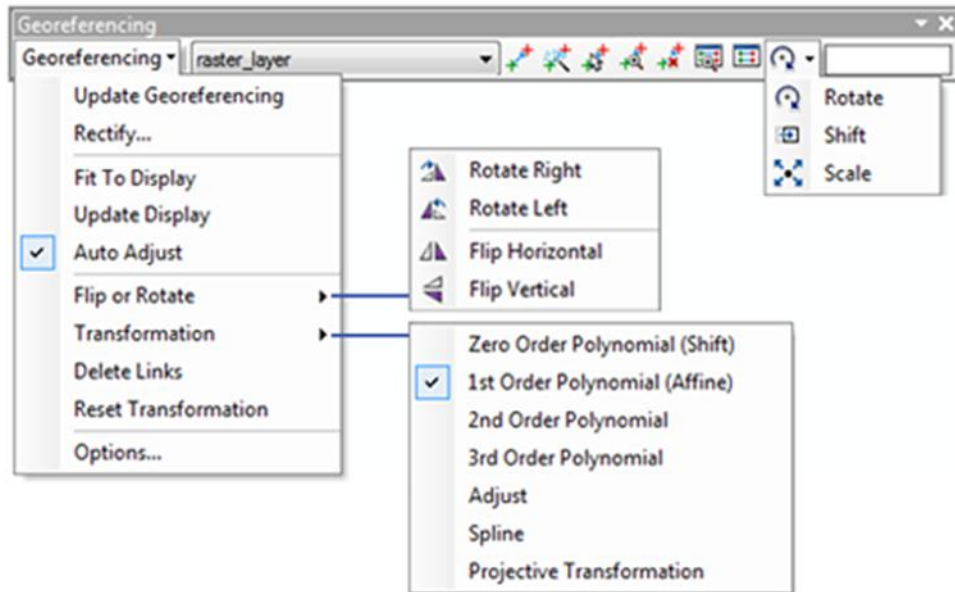 Georeferencing
Georeferencing
raster_layer
Update Georeferencing
Rectify...
Fit To Display
Update Display
Auto Adjust
Flip or Rotate
Transformation
Delete Links
Reset Transformation
Options...
Rotate Right
Rotate Left
Flip Horizontal
Flip Vertical
Zero Order Polynomial (Shift)
1st Order Polynomial (Affine)
2nd Order Polynomial
3rd Order Polynomial
Adjust
Spline
Projective Transformation
Rotate
Shift
Scale